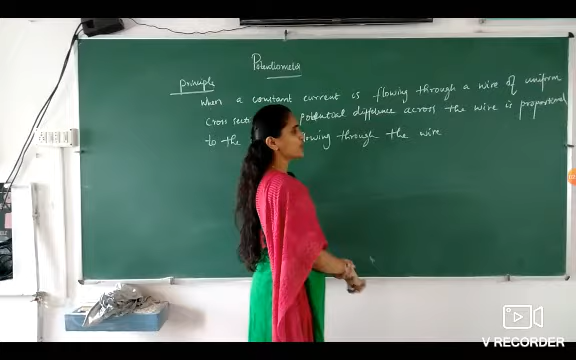 Potentiometer
Principle
When a constant current is flowing through a wire of uniform
cross sect potential difference across the wire is proportional
to the lowing through the wire
V RECORDER